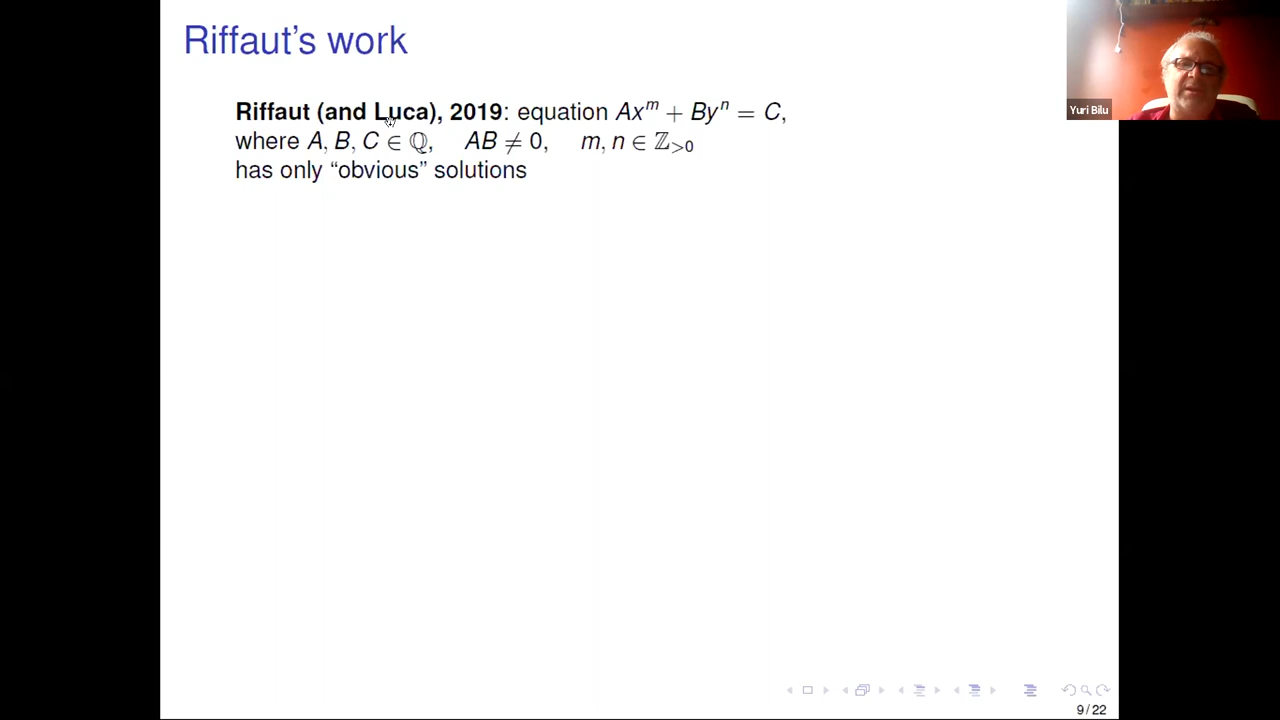 Riffaut's work
Riffaut (and Luca), 2019: equation Ax^m + By^n = C,
where A, B, C ∈ ℚ, AB ≠ 0, m, n ∈ ℤ_{>0}
has only “obvious” solutions
Yuri Bilu
9 / 22